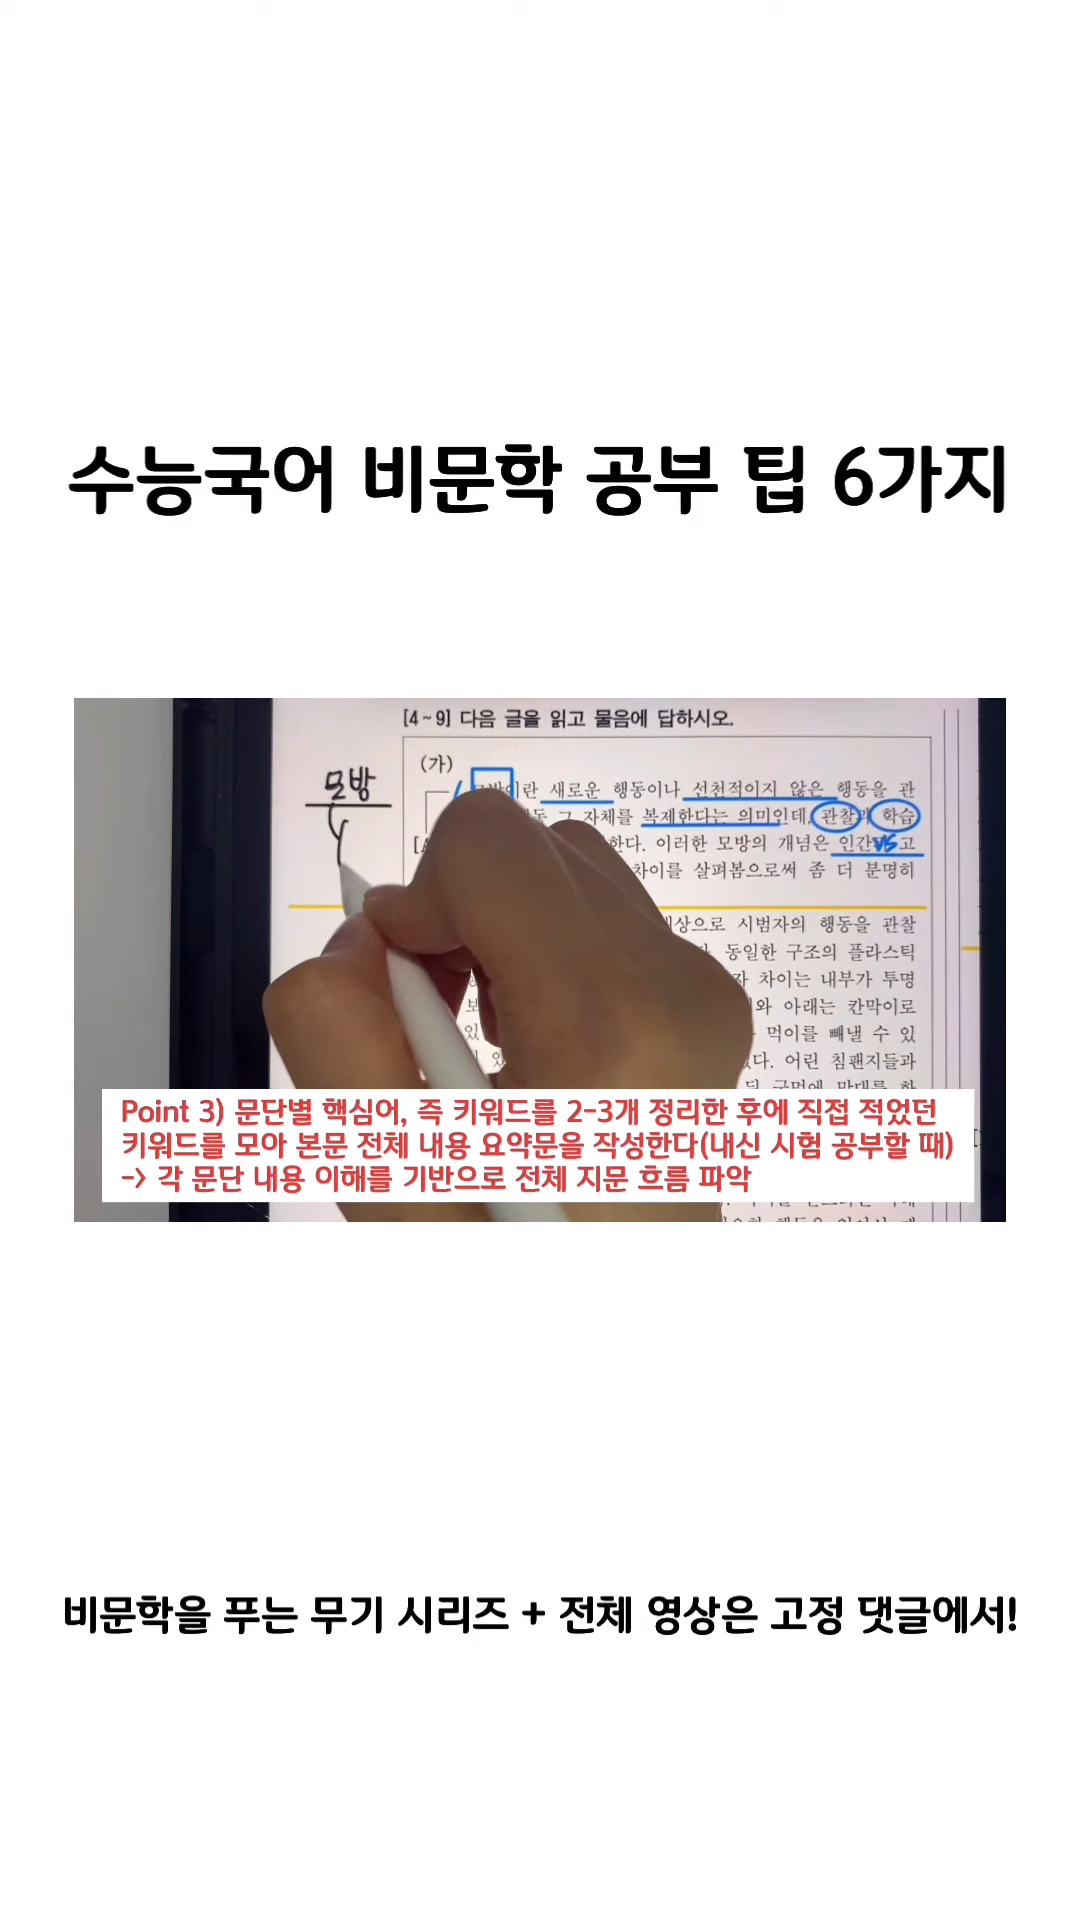 수능국어 비문학 공부 팁 6가지
[4~9] 다음 글을 읽고 물음에 답하시오.
(가)
모방
새로운 행동이나 선천적이지 않은 행동을 관
그 자체를 복제한다는 의미인데, 관찰과 학습
이러한 모방의 개념은 인간 vs 고
차이를 살펴봄으로써 좀 더 분명히
시범자의 행동을 관찰
동일한 구조의 플라스틱
차이는 내부가 투명
아래는 칸막이로
먹이를 빼낼 수 있
어린 침팬지들과
Point 3) 문단별 핵심어, 즉 키워드를 2-3개 정리한 후에 직접 적었던
키워드를 모아 본문 전체 내용 요약문을 작성한다(내신 시험 공부할 때)
-> 각 문단 내용 이해를 기반으로 전체 지문 흐름 파악
비문학을 푸는 무기 시리즈 + 전체 영상은 고정 댓글에서!